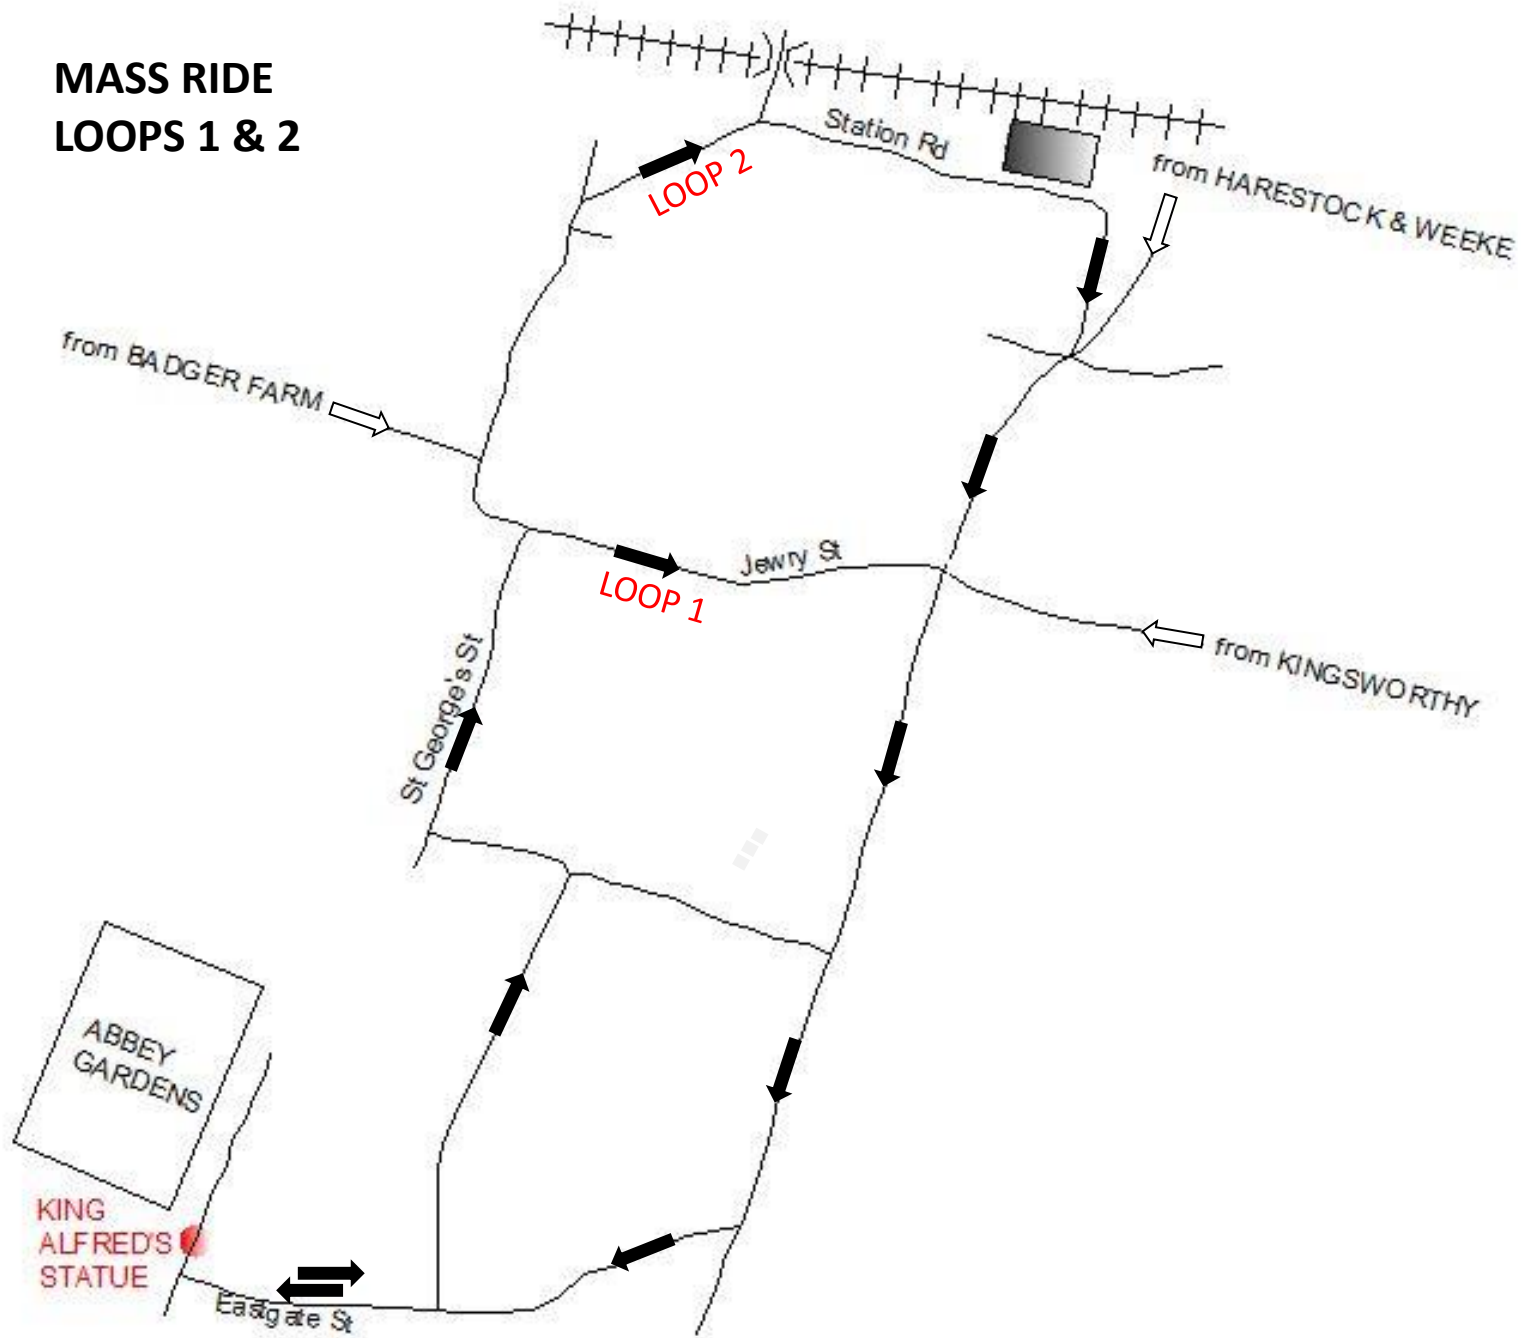 MASS RIDE
LOOPS 1 & 2
Station Rd
LOOP 2
from HARESTOCK & WEEKE
from BADGER FARM
Jewry St
LOOP 1
from KINGSWORTHY
St George's St
ABBEY
GARDENS
KING
ALFRED'S
STATUE
Eastgate St